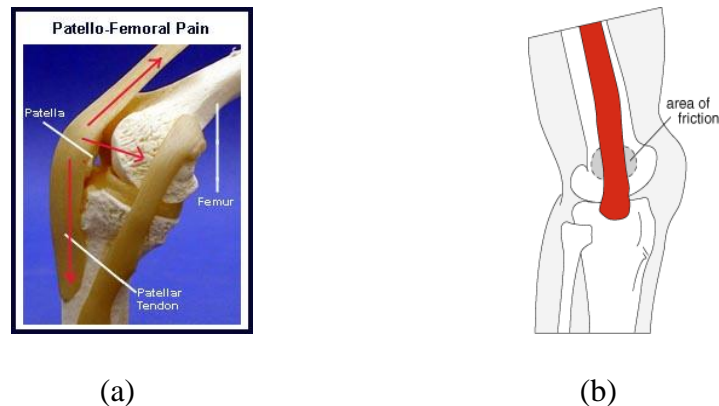 Patello-Femoral Pain
Patella
Femur
Patellar
Tendon
area of
friction
(a)
(b)